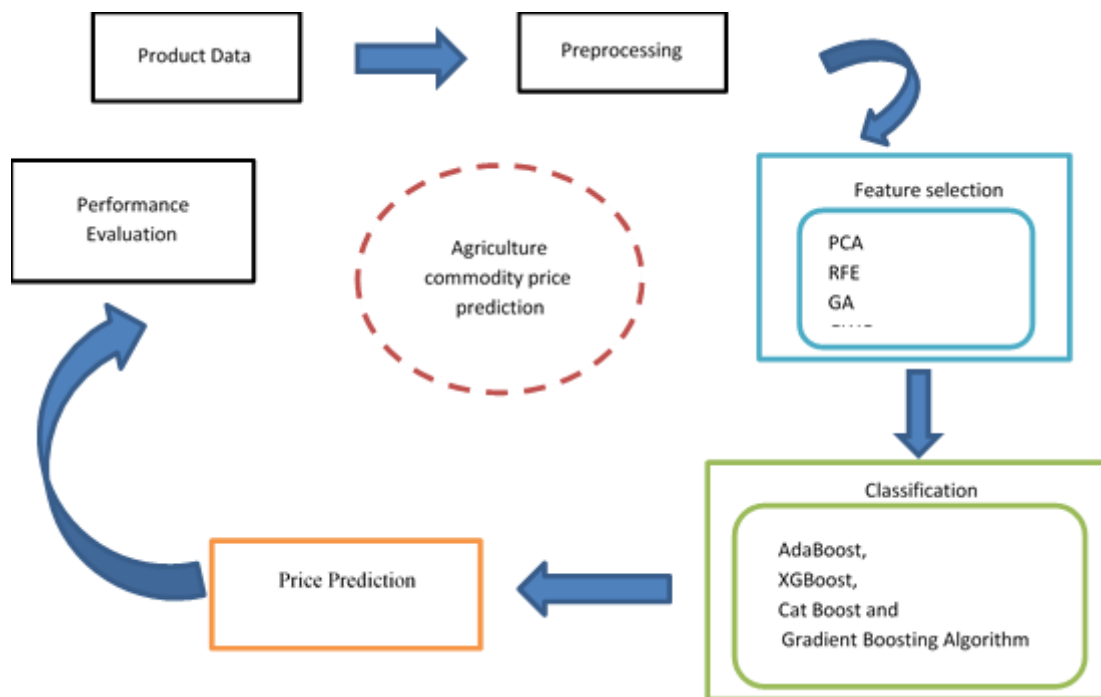 Product Data
Preprocessing
Feature selection
PCA
RFE
GA
Classification
AdaBoost,
XGBoost,
Cat Boost and
Gradient Boosting Algorithm
Price Prediction
Performance
Evaluation
Agriculture
commodity price
prediction